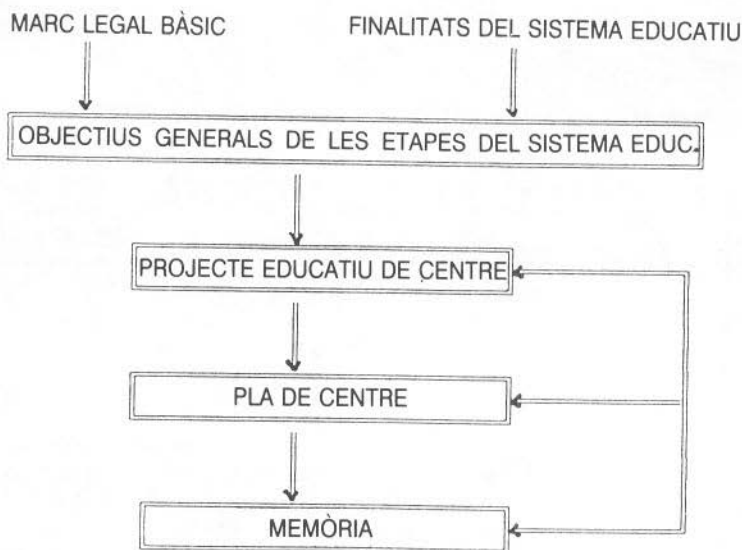 MARC LEGAL BÀSIC
FINALITATS DEL SISTEMA EDUCATIU
OBJECTIUS GENERALS DE LES ETAPES DEL SISTEMA EDUC.
PROJECTE EDUCATIU DE CENTRE
PLA DE CENTRE
MEMÒRIA